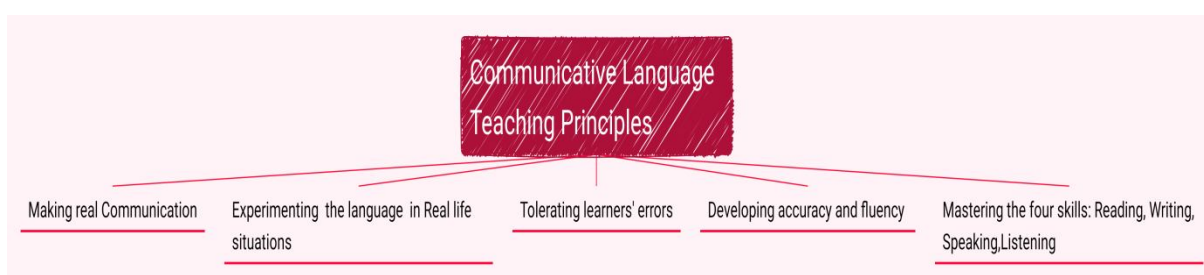 Communicative Language
Teaching Principles
Making real Communication
Experimenting the language in Real life
situations
Tolerating learners' errors
Developing accuracy and fluency
Mastering the four skills: Reading, Writing,
Speaking,Listening